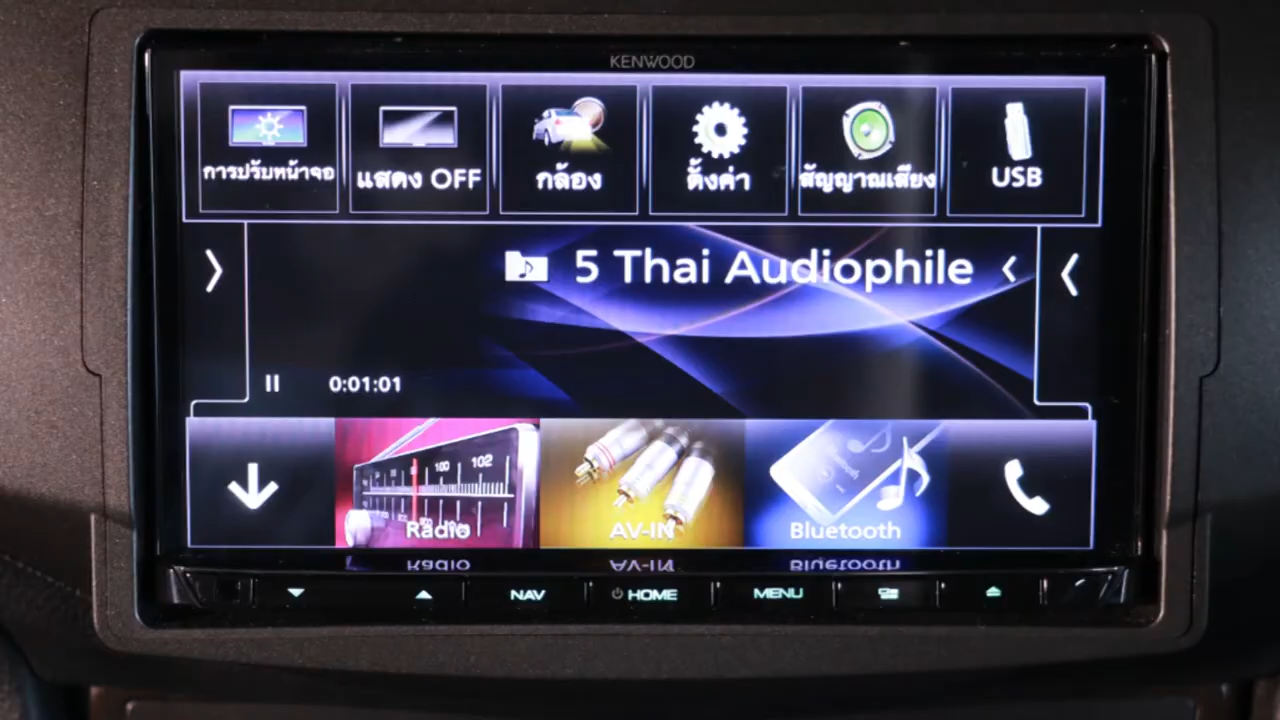 KENWOOD
การปรับหน้าจอ แสดง OFF กล้อง ตั้งค่า สัญญาณเสียง USB
5 Thai Audiophile
0:01:01
100 102
Radio AV-IN Bluetooth
NAV HOME MENU